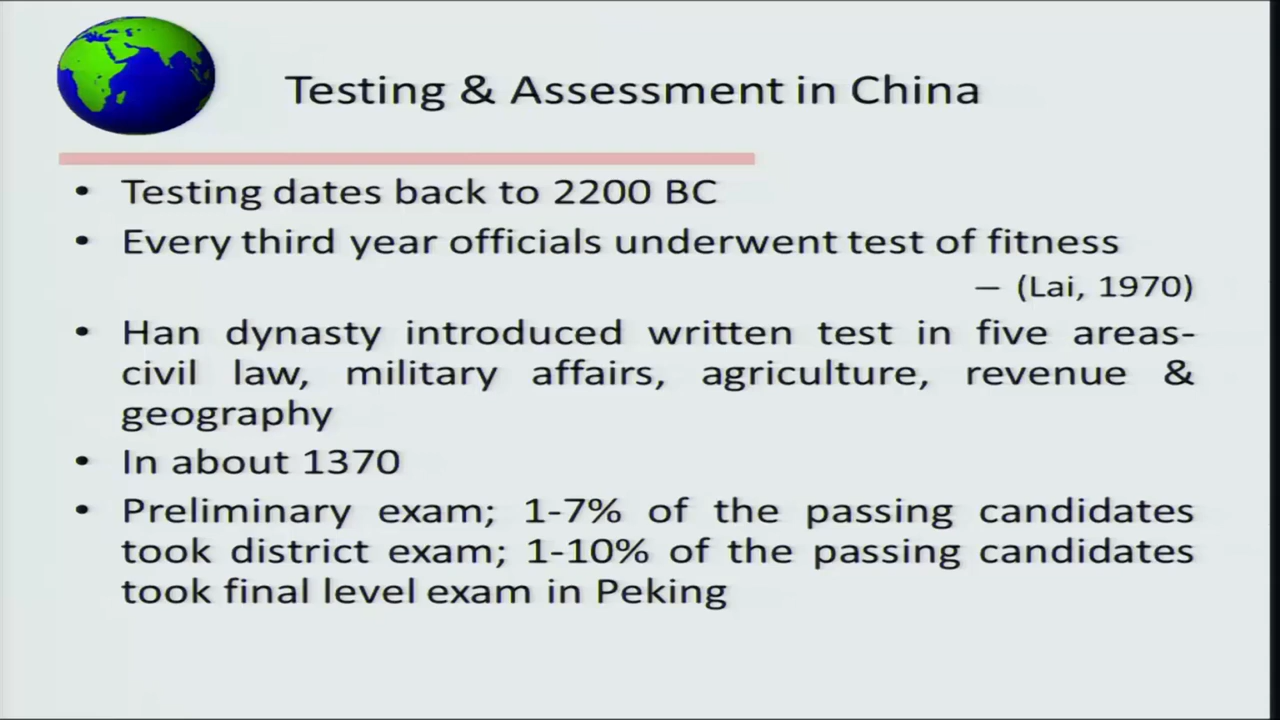 Testing & Assessment in China
• Testing dates back to 2200 BC
• Every third year officials underwent test of fitness
– (Lai, 1970)
• Han dynasty introduced written test in five areas-
civil law, military affairs, agriculture, revenue &
geography
• In about 1370
• Preliminary exam; 1-7% of the passing candidates
took district exam; 1-10% of the passing candidates
took final level exam in Peking